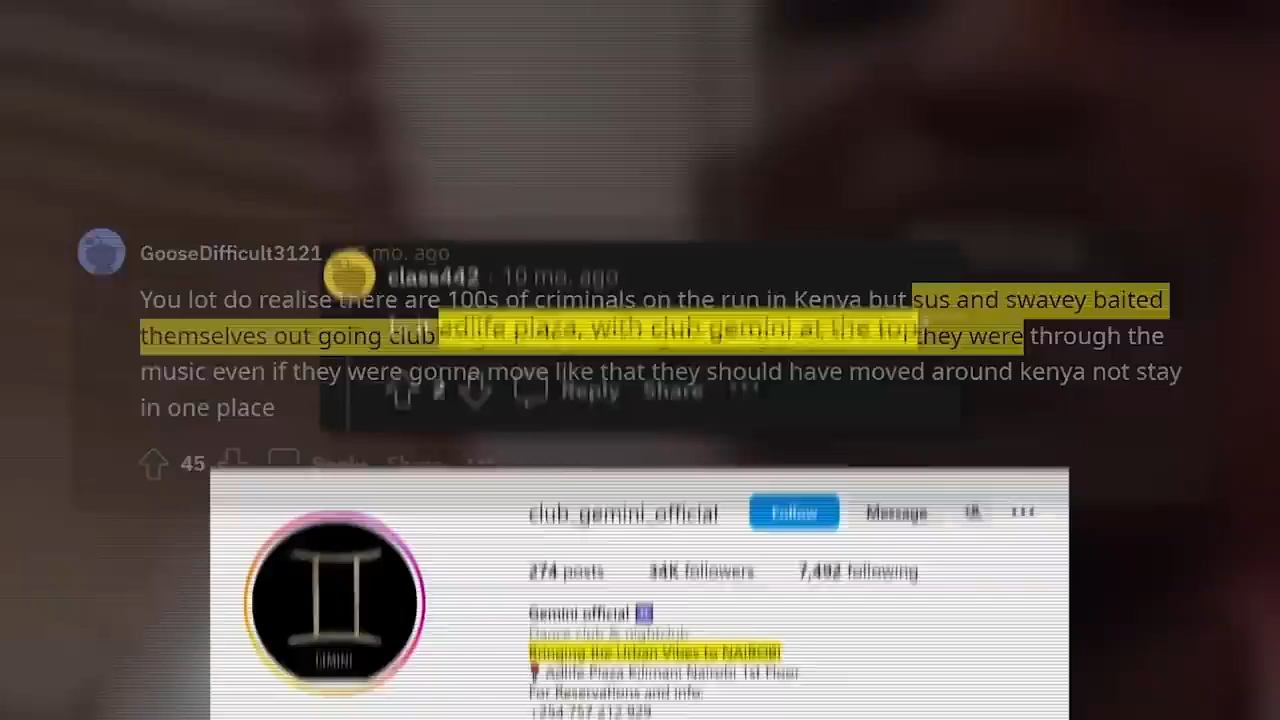 GooseDifficult3121 mo. ago
class442 · 10 mo. ago
You lot do realise there are 100s of criminals on the run in Kenya but sus and swavey baited
adlife plaza, with club gemini at the top
themselves out going club they were through the
music even if they were gonna move like that they should have moved around kenya not stay
Reply Share
in one place
45
club_gemini_official Follow Message
274 posts 34K followers 7,492 following
Gemini official
Dance club & nightclub
Bringing the Urban Vibes to NAIROBI
Adlife Plaza Kilimani Nairobi 1st Floor
For Reservations and info:
GEMINI